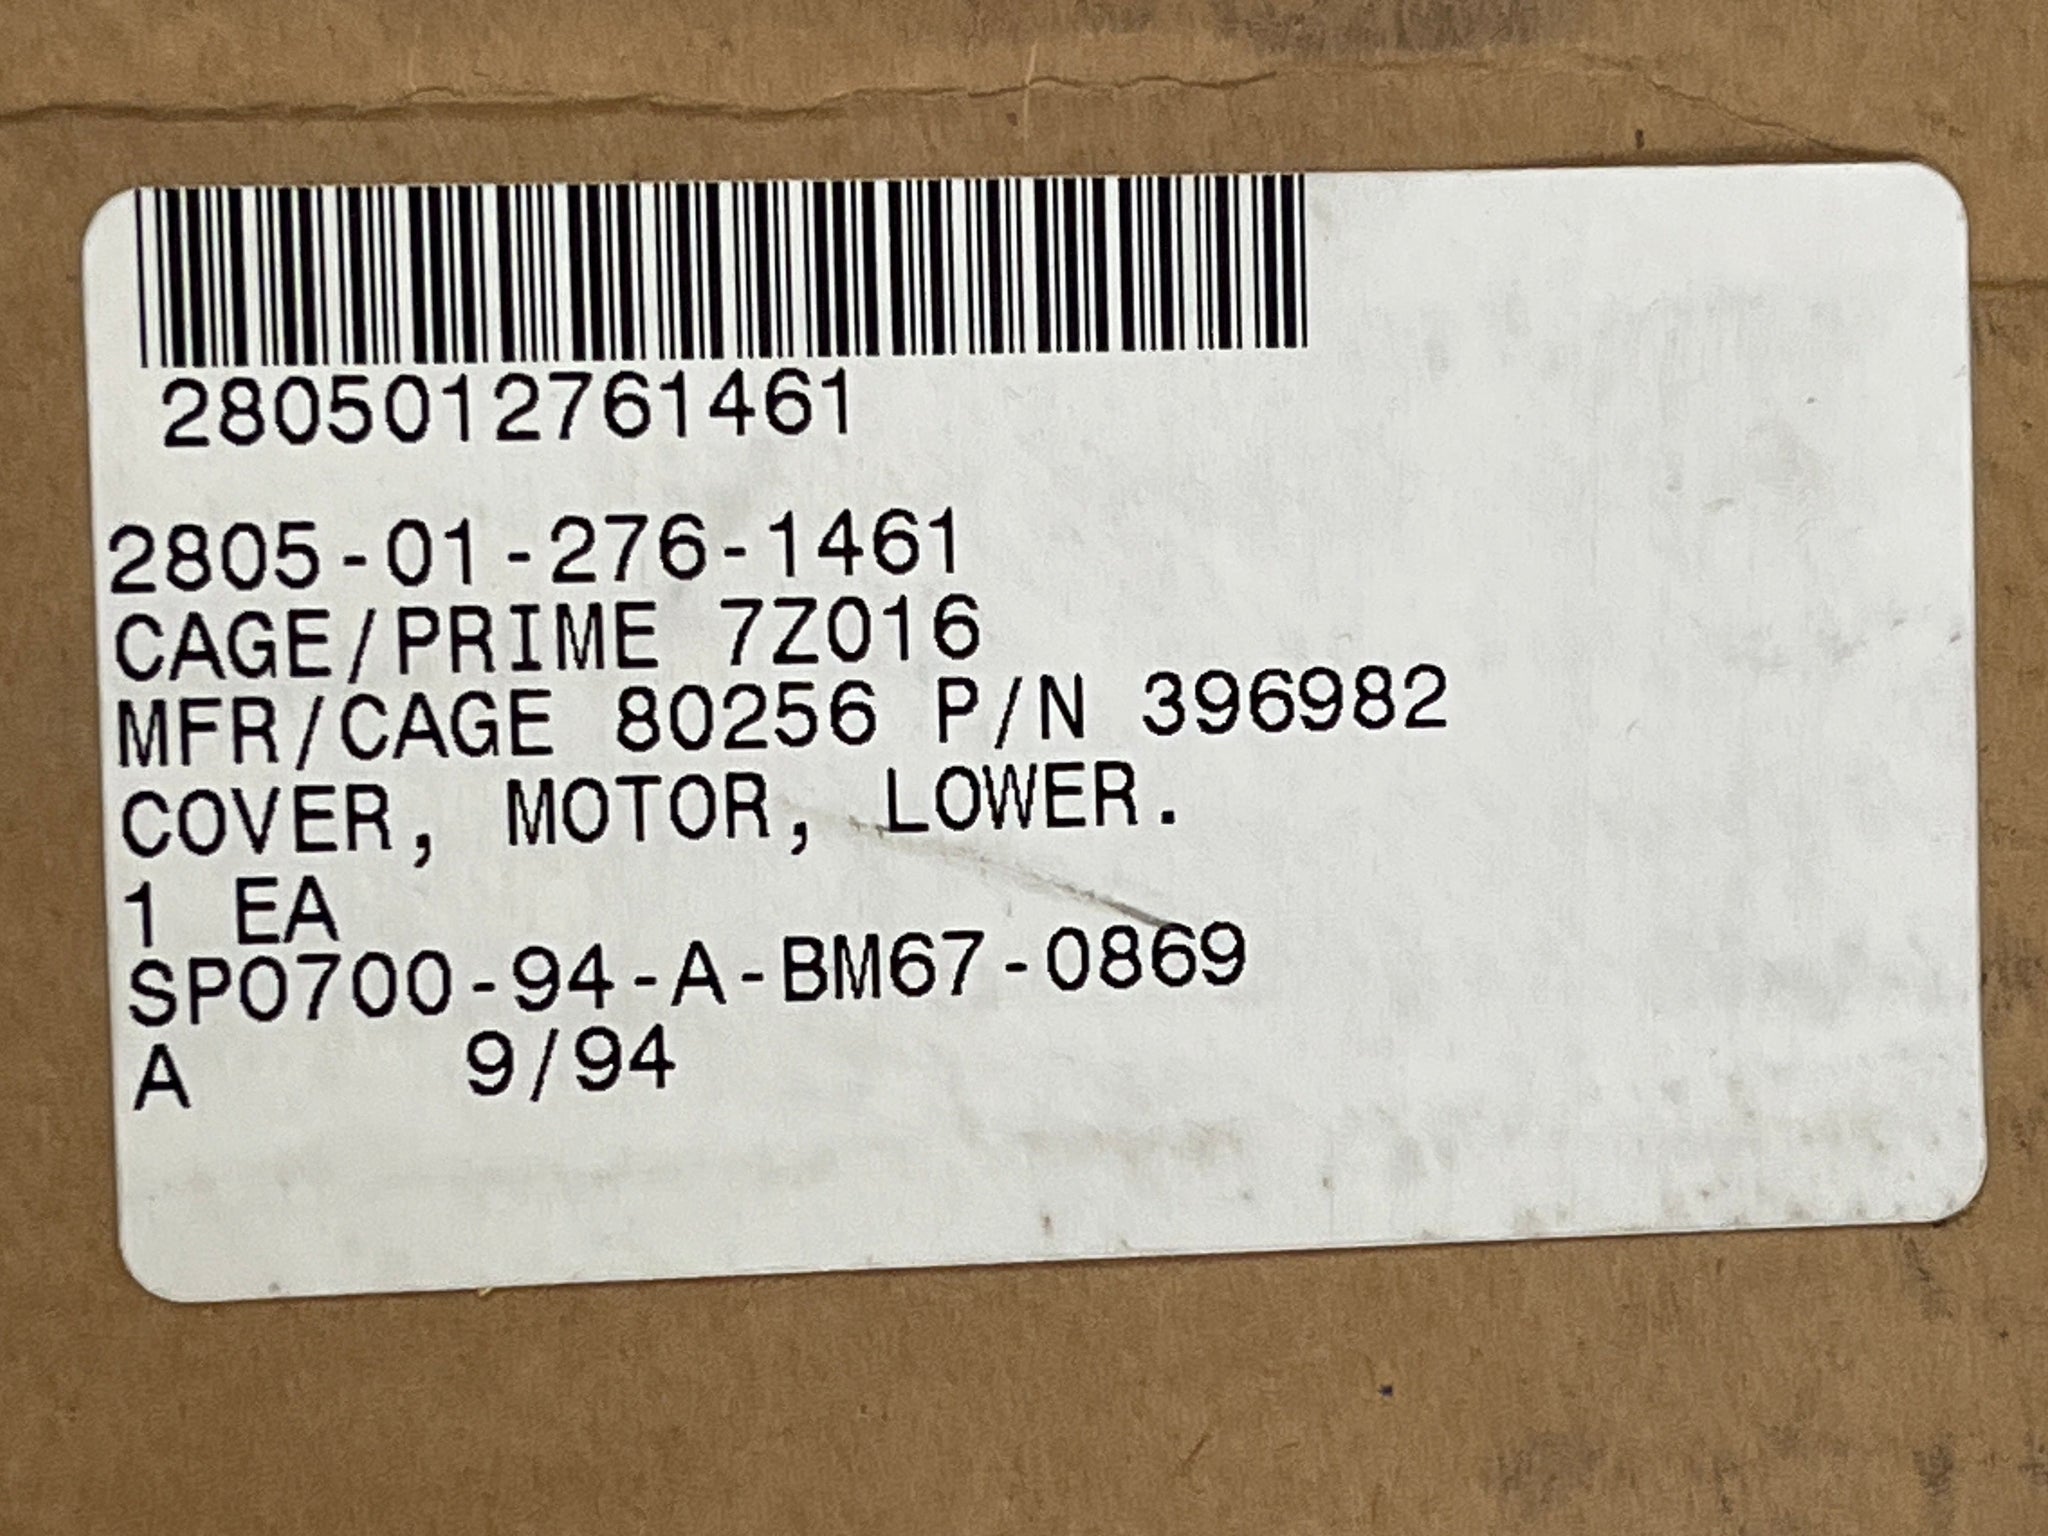 2805012761461
2805-01-276-1461
CAGE/PRIME 7Z016
MFR/CAGE 80256 P/N 396982
COVER, MOTOR, LOWER.
1 EA
SPO700-94-A-BM67-0869
A 9/94